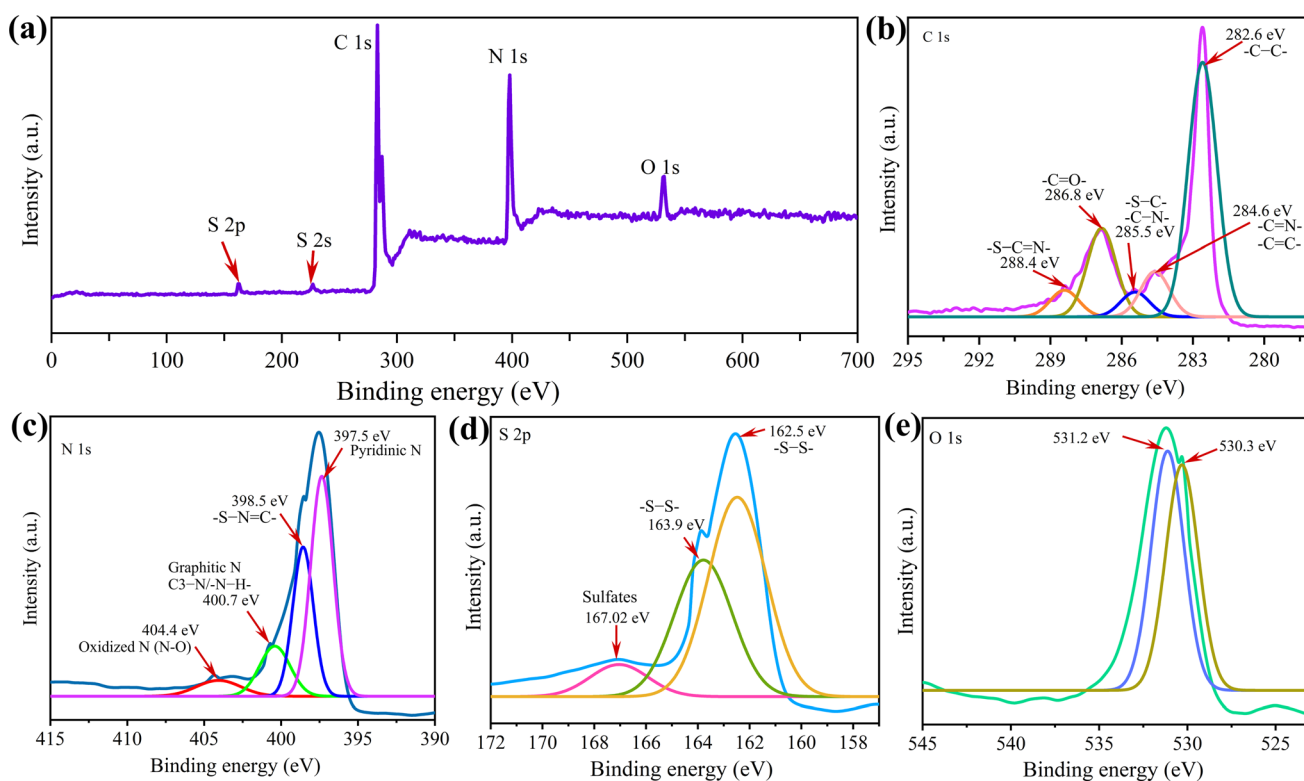 (a)
C 1s
N 1s
O 1s
S 2p
S 2s
Intensity (a.u.)
0 100 200 300 400 500 600 700
Binding energy (eV)
(b)
C 1s
282.6 eV
-C−C-
-C=O-
286.8 eV
-S−C-
-C−N-
285.5 eV
284.6 eV
-C=N-
-C=C-
-S−C=N-
288.4 eV
Intensity (a.u.)
295 292 289 286 283 280
Binding energy (eV)
(c)
N 1s
397.5 eV
Pyridinic N
398.5 eV
-S−N=C-
Graphitic N
C3−N/-N−H-
400.7 eV
404.4 eV
Oxidized N (N-O)
Intensity (a.u.)
415 410 405 400 395 390
Binding energy (eV)
(d)
S 2p
162.5 eV
-S−S-
-S−S-
163.9 eV
Sulfates
167.02 eV
Intensity (a.u.)
172 170 168 166 164 162 160 158
Binding energy (eV)
(e)
O 1s
531.2 eV
530.3 eV
Intensity (a.u.)
545 540 535 530 525
Binding energy (eV)